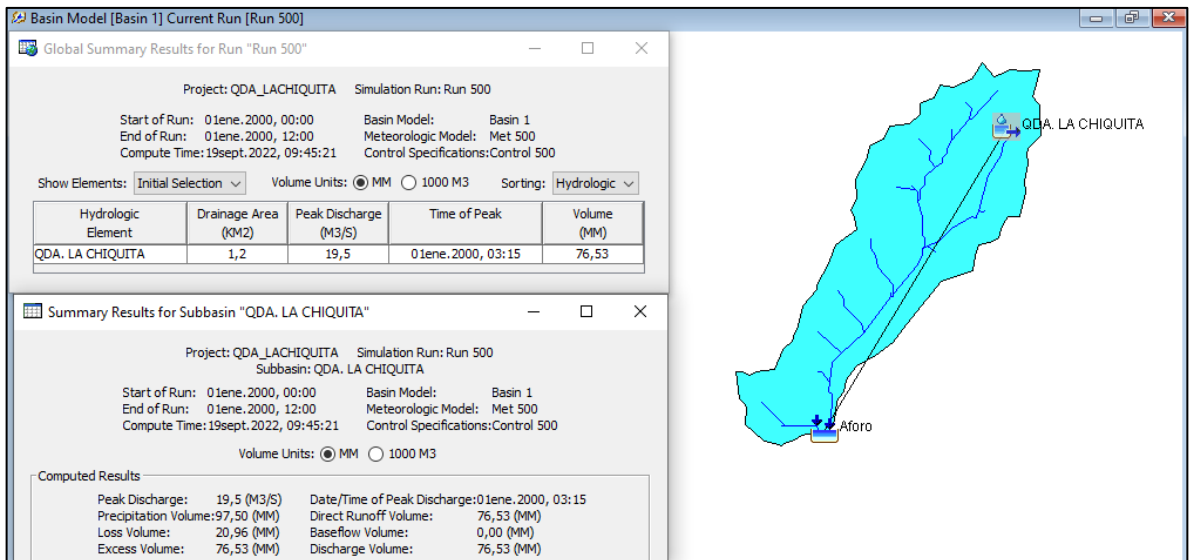 Basin Model [Basin 1] Current Run [Run 500]
Global Summary Results for Run "Run 500"
Project: QDA_LACHIQUITA Simulation Run: Run 500
Start of Run: 01ene.2000, 00:00 Basin Model: Basin 1
End of Run: 01ene.2000, 12:00 Meteorologic Model: Met 500
Compute Time:19sept.2022, 09:45:21 Control Specifications:Control 500
Show Elements: Initial Selection Volume Units: MM 1000 M3 Sorting: Hydrologic
Hydrologic Drainage Area Peak Discharge Time of Peak Volume
Element (KM2) (M3/S) (MM)
QDA. LA CHIQUITA 1,2 19,5 01ene.2000, 03:15 76,53
Summary Results for Subbasin "QDA. LA CHIQUITA"
Project: QDA_LACHIQUITA Simulation Run: Run 500
Subbasin: QDA. LA CHIQUITA
Start of Run: 01ene.2000, 00:00 Basin Model: Basin 1
End of Run: 01ene.2000, 12:00 Meteorologic Model: Met 500
Compute Time:19sept.2022, 09:45:21 Control Specifications:Control 500
Volume Units: MM 1000 M3
Computed Results
Peak Discharge: 19,5 (M3/S) Date/Time of Peak Discharge:01ene.2000, 03:15
Precipitation Volume:97,50 (MM) Direct Runoff Volume: 76,53 (MM)
Loss Volume: 20,96 (MM) Baseflow Volume: 0,00 (MM)
Excess Volume: 76,53 (MM) Discharge Volume: 76,53 (MM)
QDA. LA CHIQUITA
Aforo